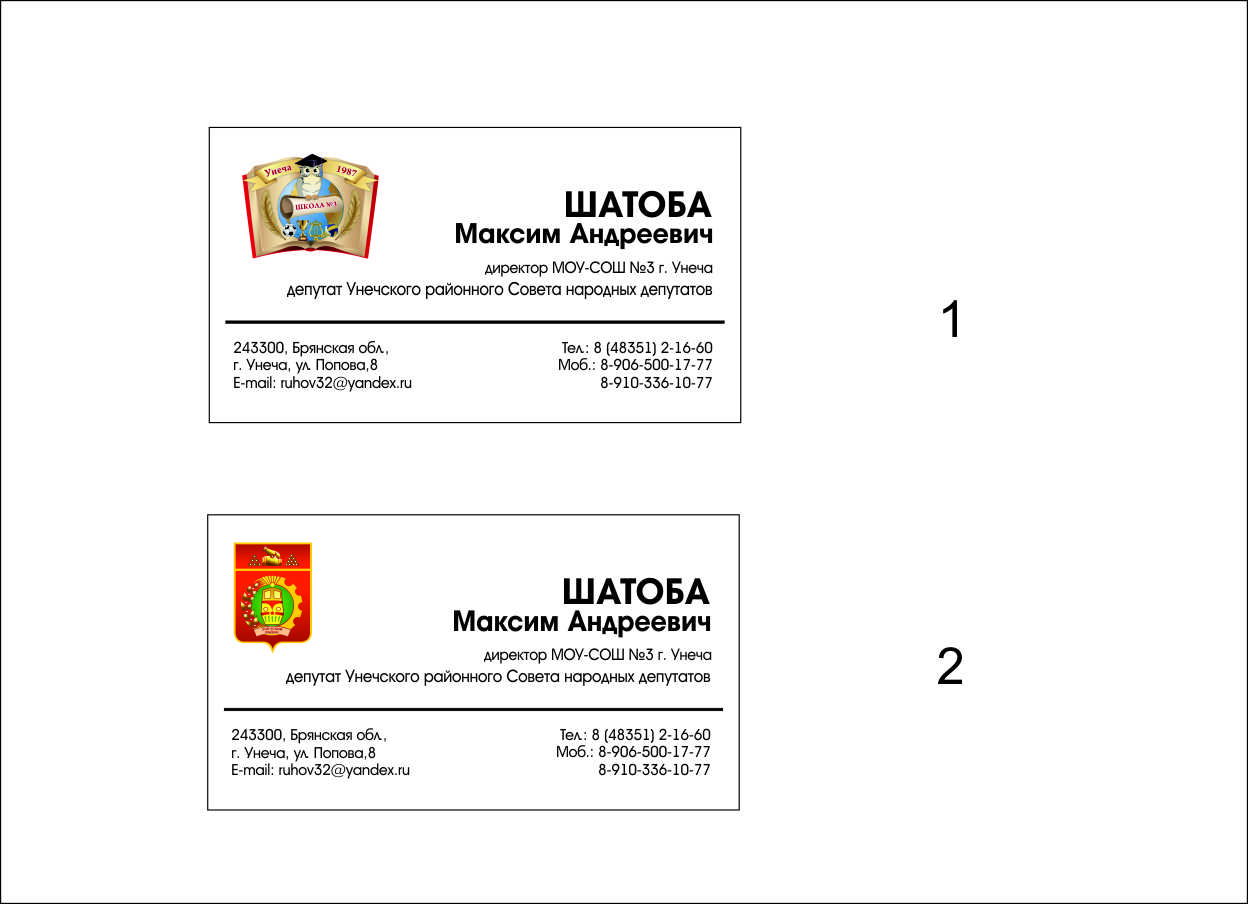 Унеча 1987
ШКОЛА №3
ШАТОБА
Максим Андреевич
директор МОУ-СОШ №3 г. Унеча
депутат Унечского районного Совета народных депутатов
243300, Брянская обл.,
г. Унеча, ул. Попова,8
E-mail: ruhov32@yandex.ru
Тел.: 8 (48351) 2-16-60
Моб.: 8-906-500-17-77
8-910-336-10-77
1
ШАТОБА
Максим Андреевич
директор МОУ-СОШ №3 г. Унеча
депутат Унечского районного Совета народных депутатов
243300, Брянская обл.,
г. Унеча, ул. Попова,8
E-mail: ruhov32@yandex.ru
Тел.: 8 (48351) 2-16-60
Моб.: 8-906-500-17-77
8-910-336-10-77
2